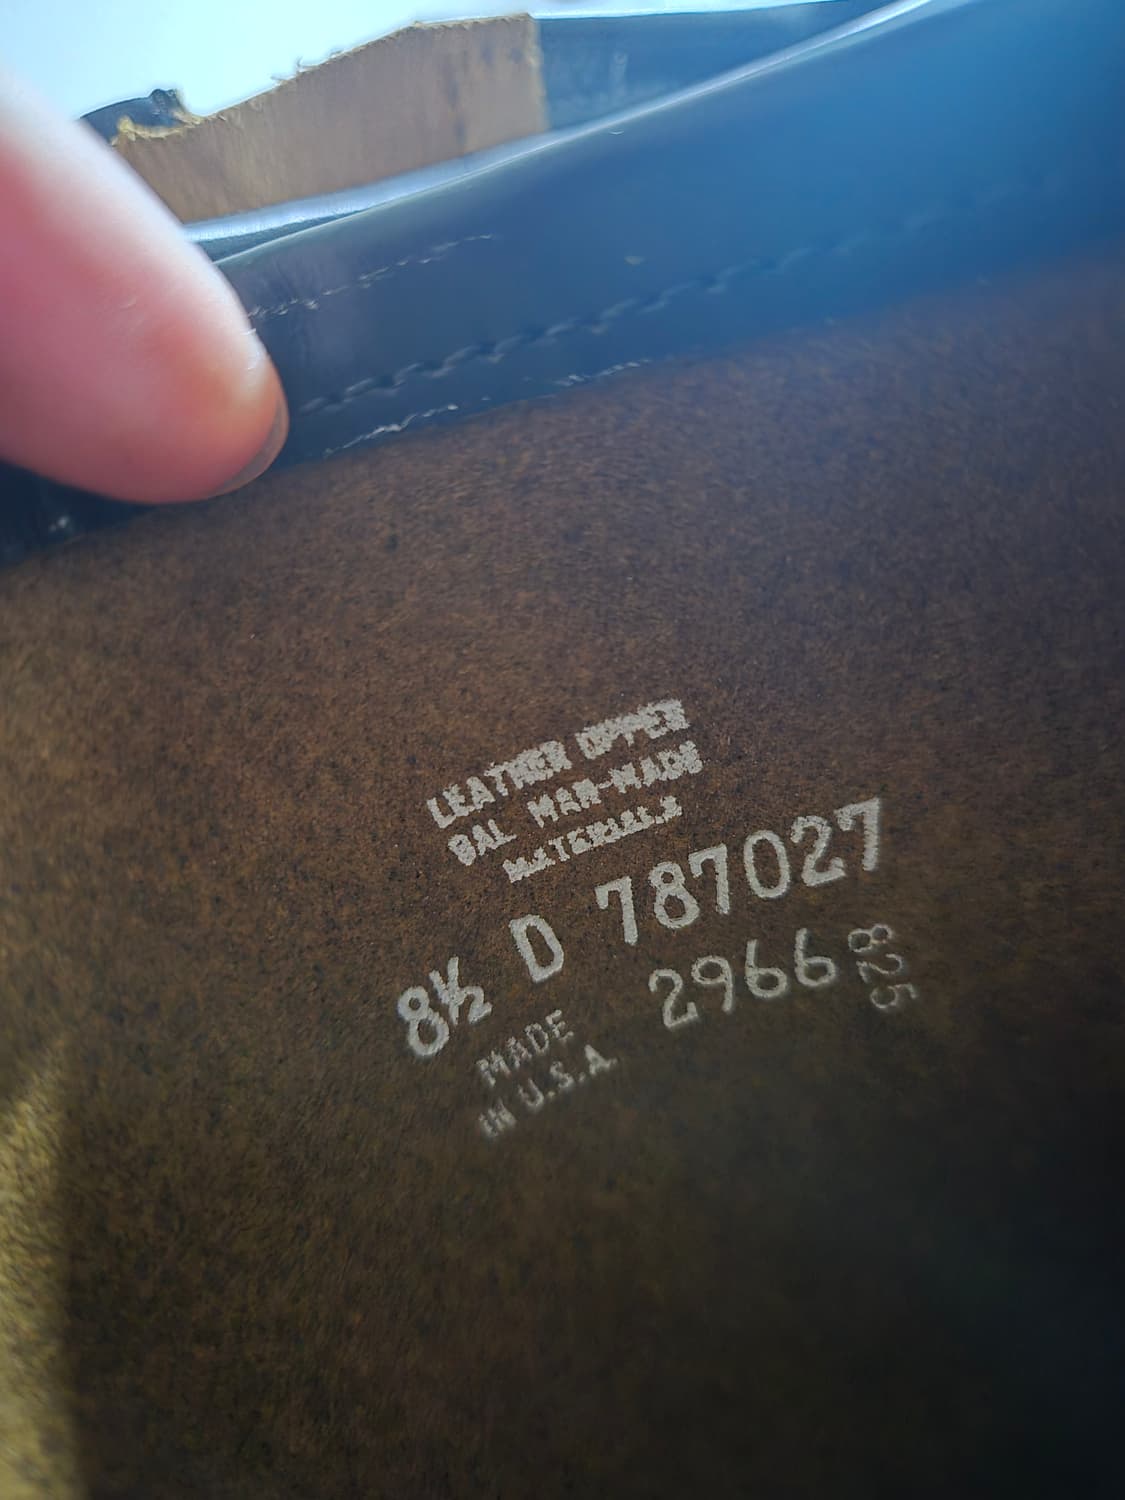 LEATHER UPPER
BAL MAN-MADE
MATERIALS
8½ D 787027
2966 825
MADE
IN U.S.A.